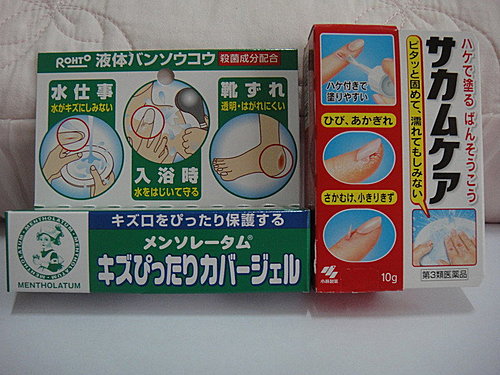 ROHTO 液体バンソウコウ 殺菌成分配合
水仕事
水がキズにしみない
入浴時
水をはじいて守る
靴ずれ
透明・はがれにくい
キズ口をぴったり保護する
メンソレータム®
キズぴったりカバージェル
MENTHOLATUM
MENTHOLATUM
ハケで塗る ばんそうこう
サカムケア
ピタッと固めて、濡れてもしみない
ハケ付きで
塗りやすい
ひび、あかぎれ
さかむけ、小きりきず
小林製薬
10g
第3類医薬品